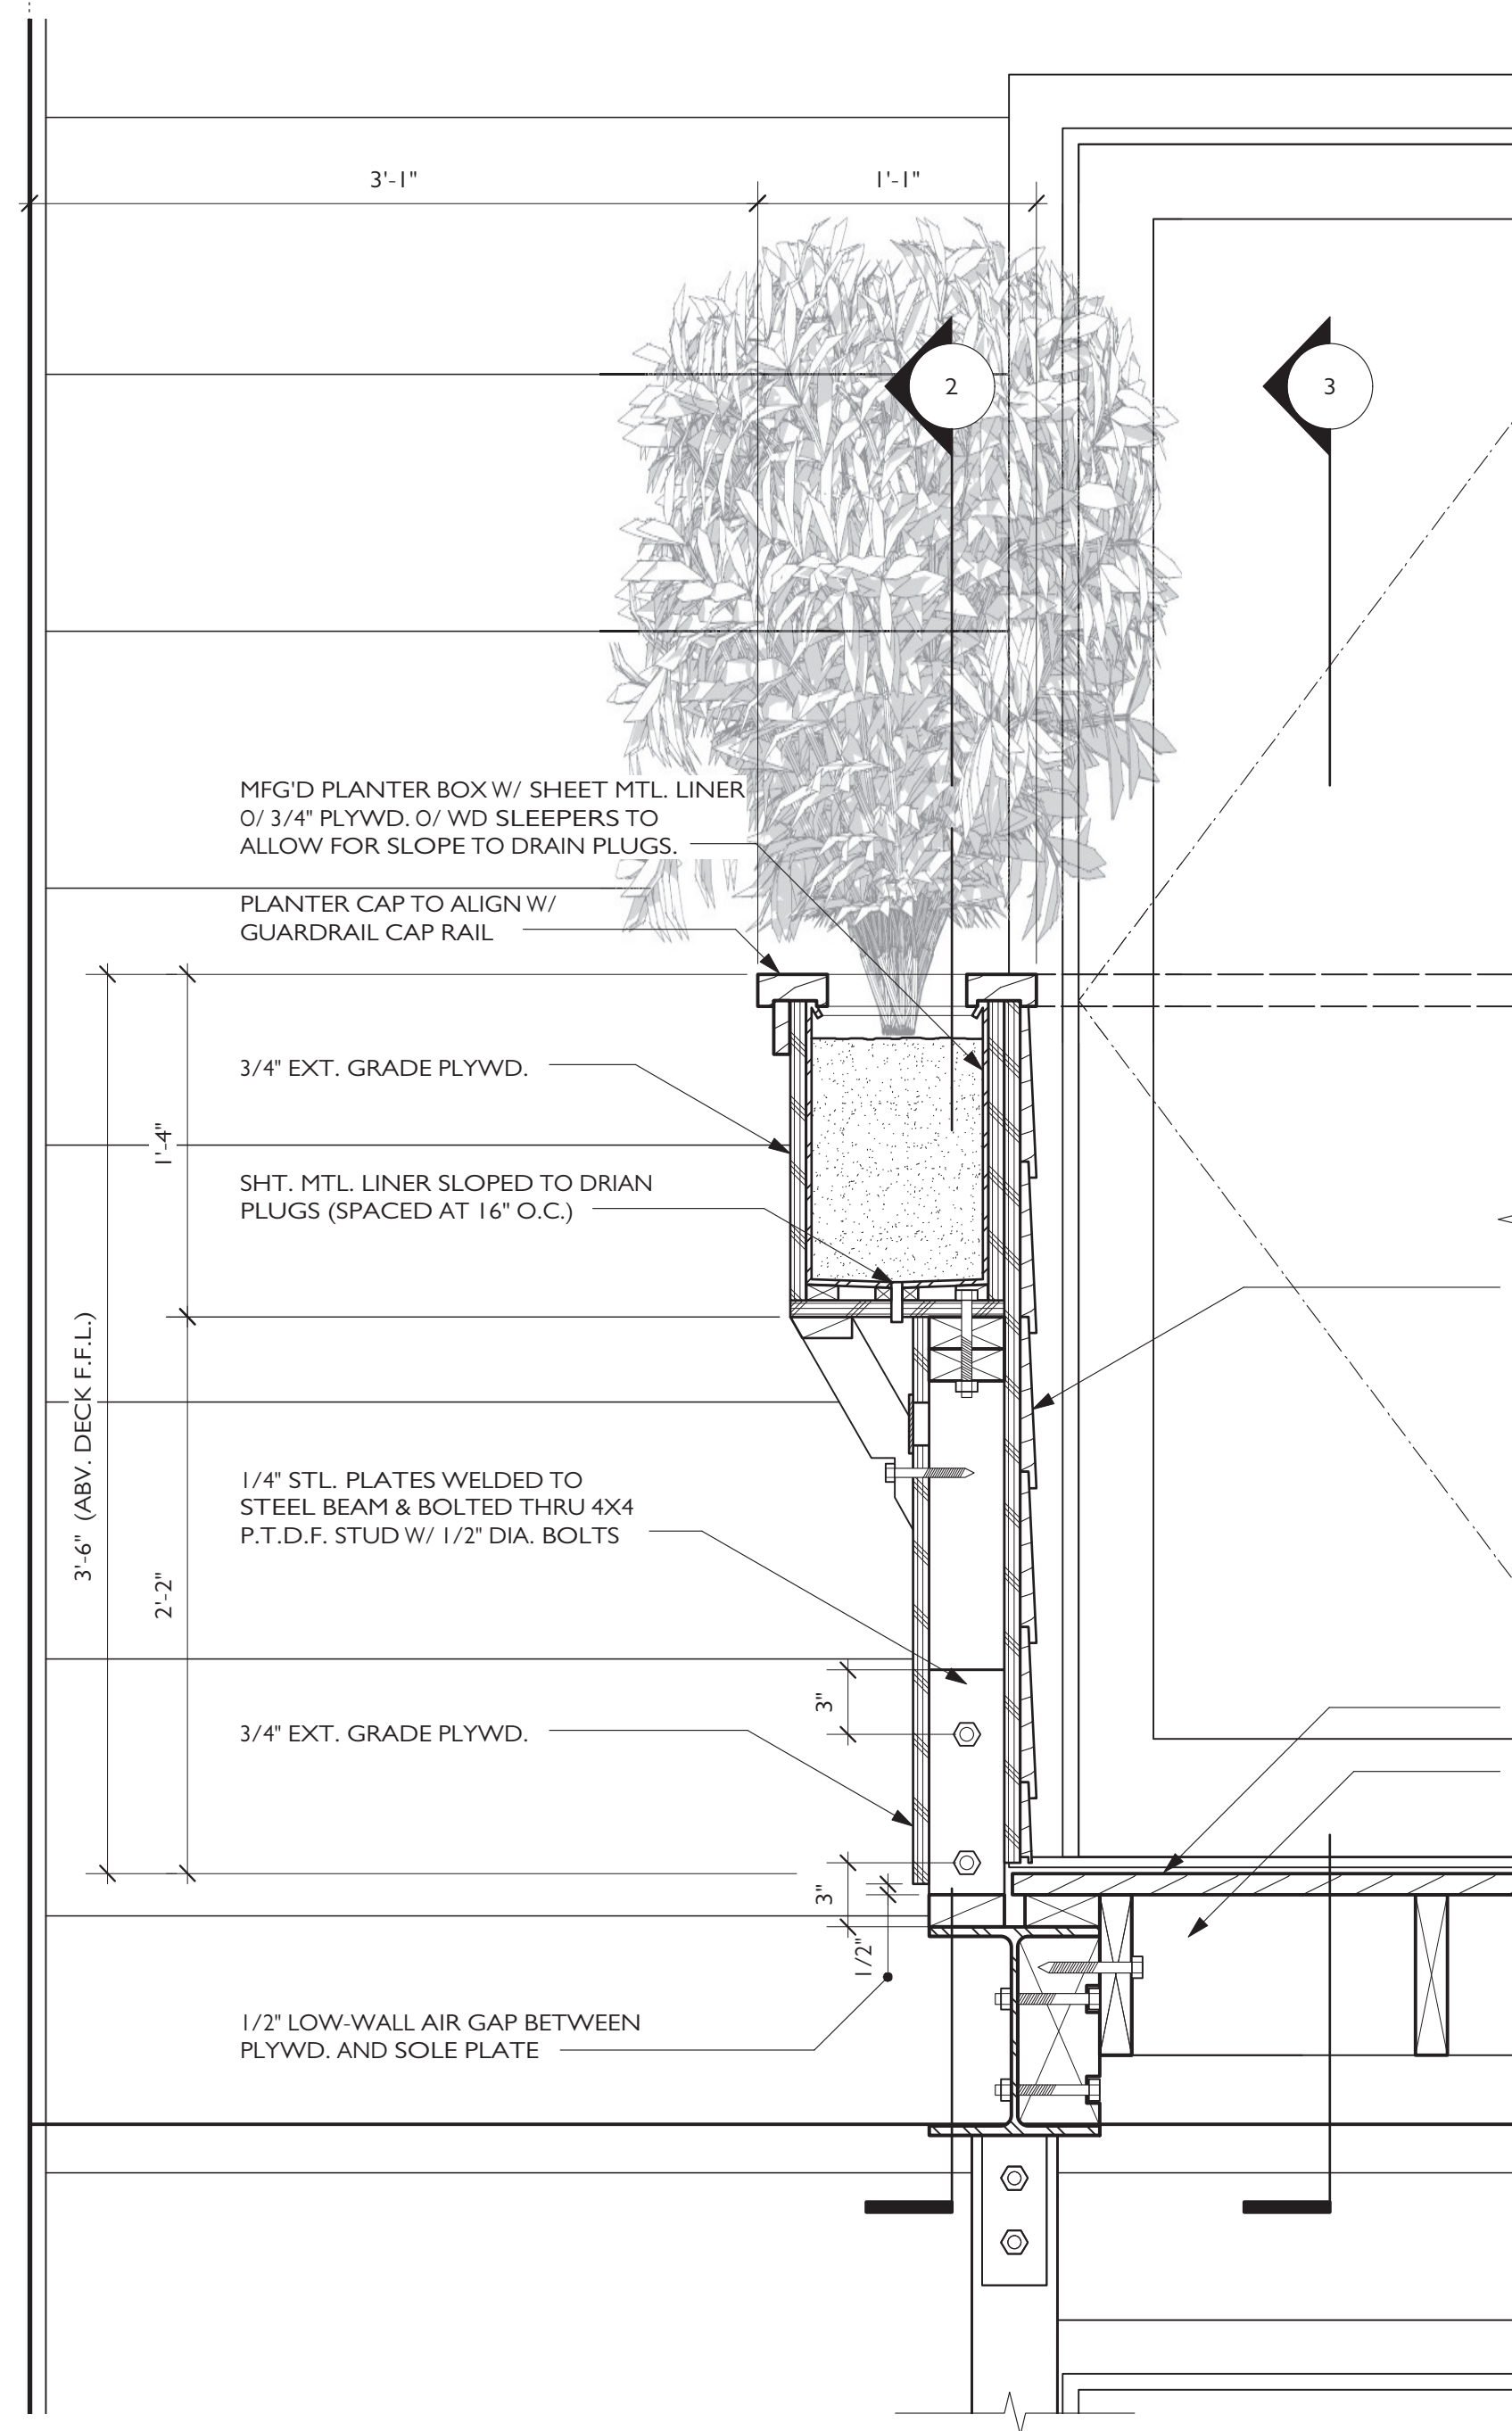 3'-1"
1'-1"
2
3
MFG'D PLANTER BOX W/ SHEET MTL. LINER
O/ 3/4" PLYWD. O/ WD SLEEPERS TO
ALLOW FOR SLOPE TO DRAIN PLUGS.
PLANTER CAP TO ALIGN W/
GUARDRAIL CAP RAIL
3/4" EXT. GRADE PLYWD.
1'-4"
SHT. MTL. LINER SLOPED TO DRIAN
PLUGS (SPACED AT 16" O.C.)
3'-6" (ABV. DECK F.F.L.)
1/4" STL. PLATES WELDED TO
STEEL BEAM & BOLTED THRU 4X4
P.T.D.F. STUD W/ 1/2" DIA. BOLTS
2'-2"
3"
3/4" EXT. GRADE PLYWD.
3"
1/2"
1/2" LOW-WALL AIR GAP BETWEEN
PLYWD. AND SOLE PLATE